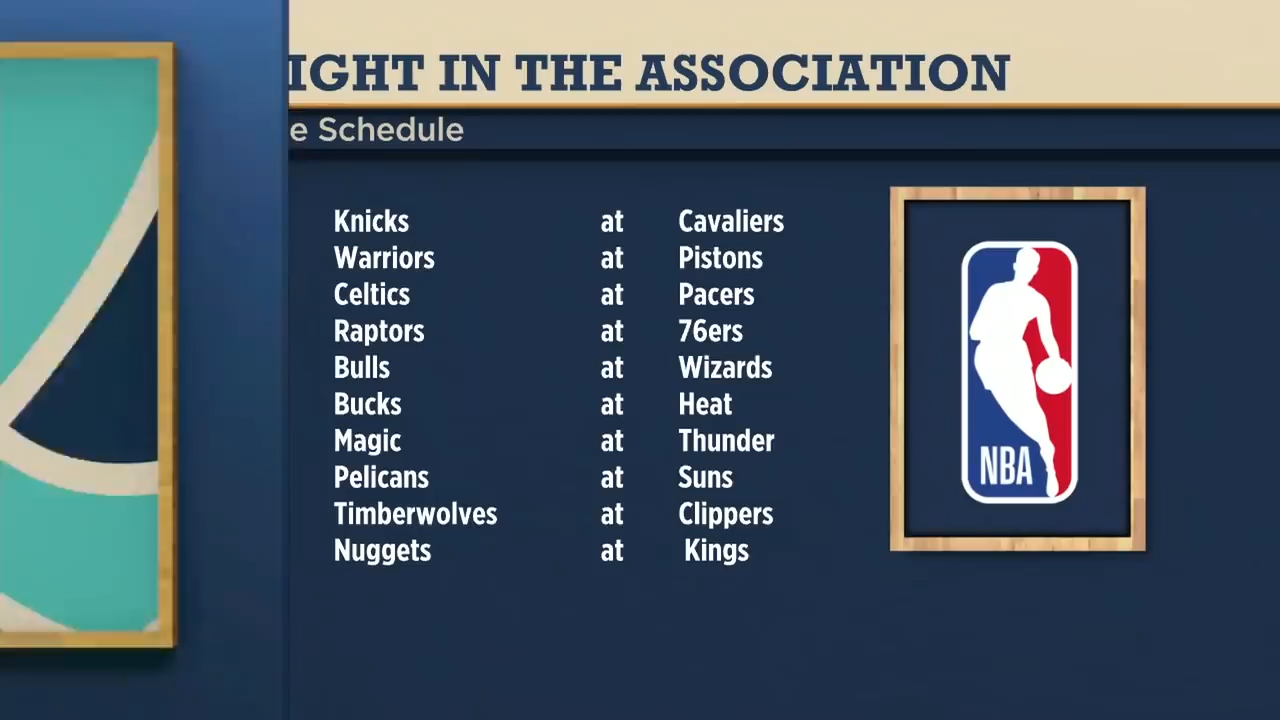 IGHT IN THE ASSOCIATION
e Schedule
Knicks at Cavaliers
Warriors at Pistons
Celtics at Pacers
Raptors at 76ers
Bulls at Wizards
Bucks at Heat
Magic at Thunder
Pelicans at Suns
Timberwolves at Clippers
Nuggets at Kings
NBA